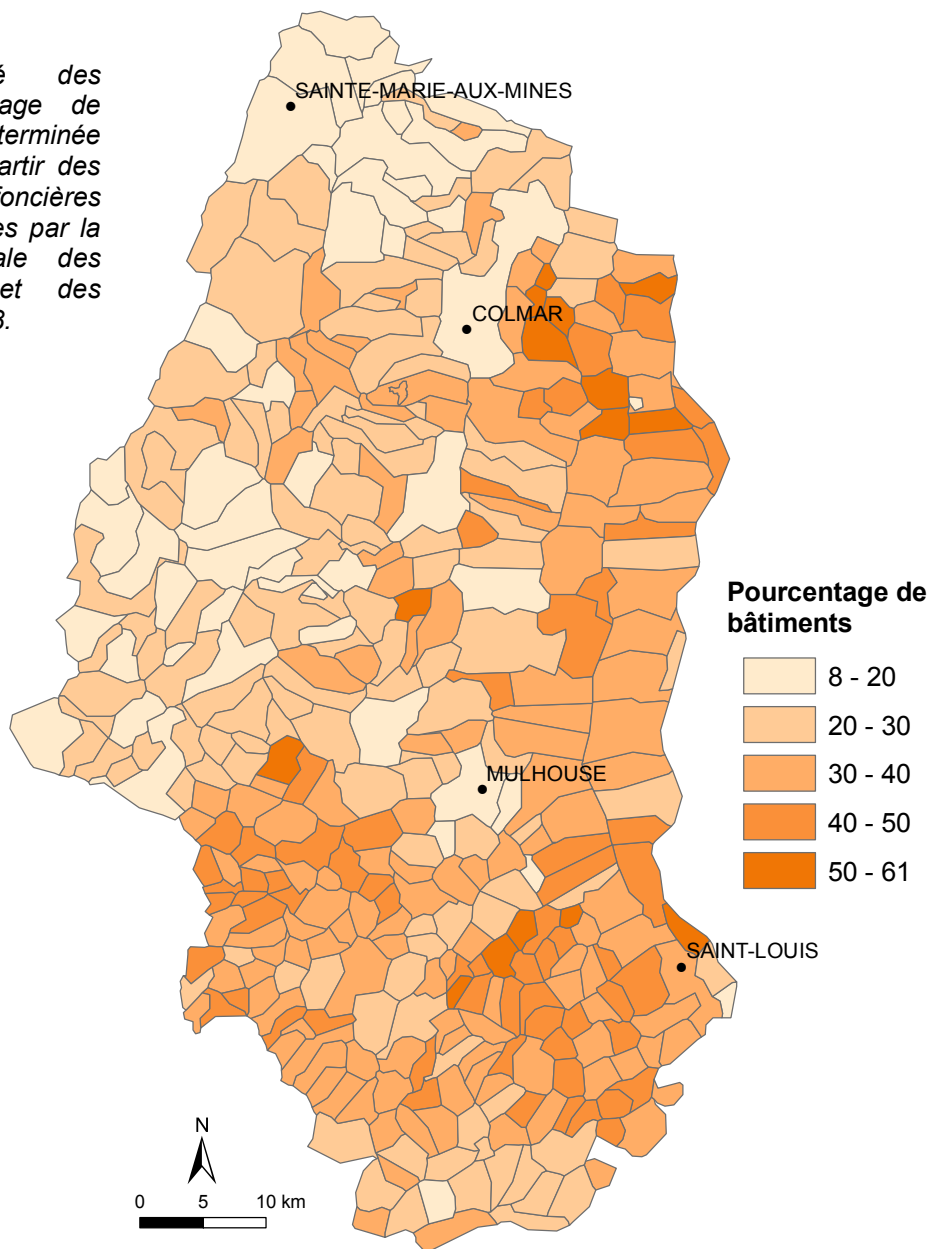 des
age de
terminée
artir des
foncières
es par la
ale des
et des
3.
SAINTE-MARIE-AUX-MINES
COLMAR
Pourcentage de
bâtiments
8 - 20
20 - 30
30 - 40
40 - 50
50 - 61
MULHOUSE
SAINT-LOUIS
N
0 5 10 km